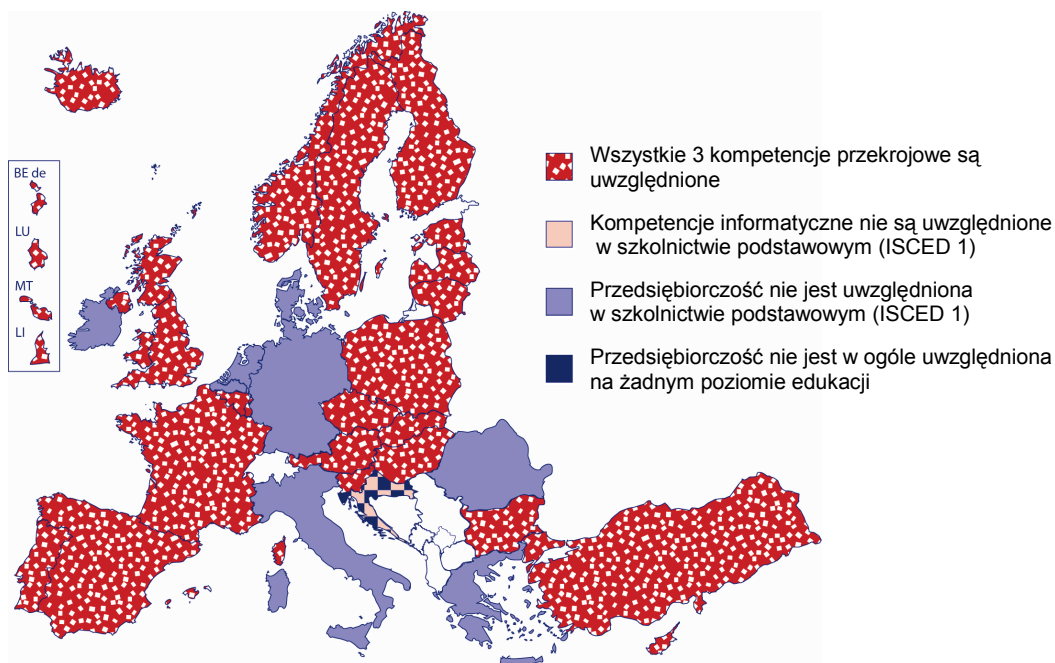 BE de
LU
MT
LI
Wszystkie 3 kompetencje przekrojowe są
uwzględnione
Kompetencje informatyczne nie są uwzględnione
w szkolnictwie podstawowym (ISCED 1)
Przedsiębiorczość nie jest uwzględniona
w szkolnictwie podstawowym (ISCED 1)
Przedsiębiorczość nie jest w ogóle uwzględniona
na żadnym poziomie edukacji